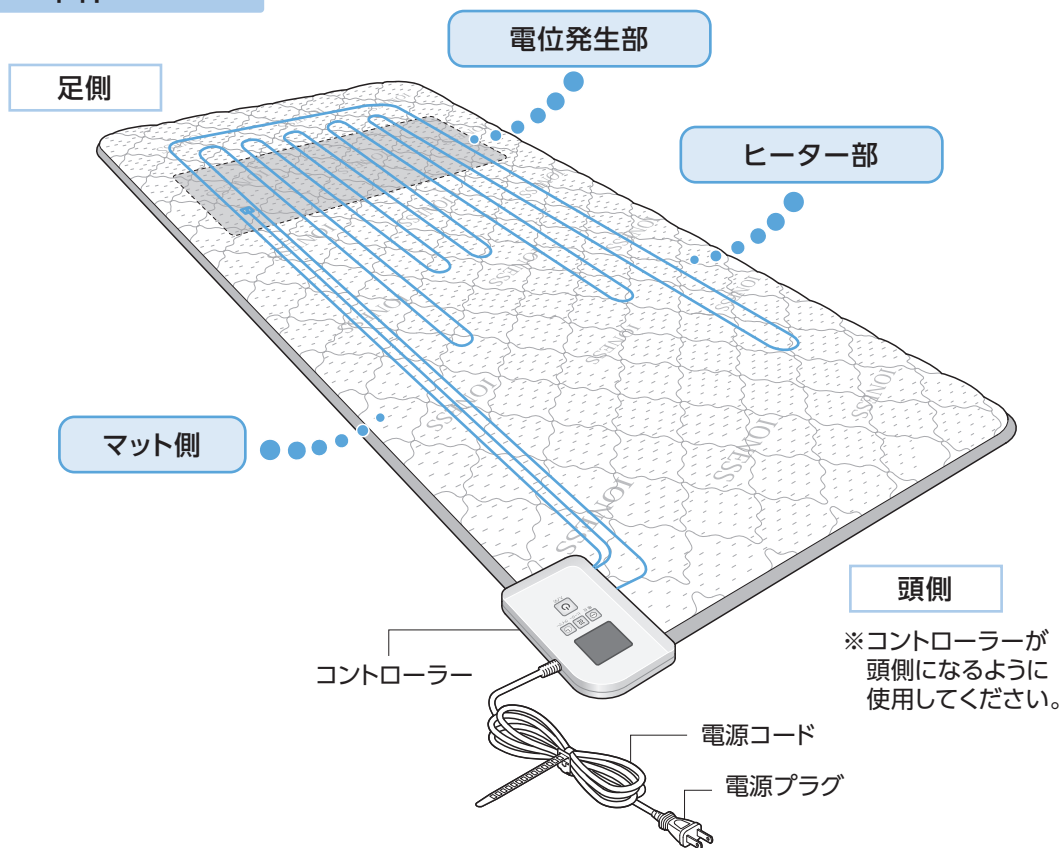 電位発生部
足側
ヒーター部
IONESS
IONESS
IONESS
マット側
頭側
コントローラー
※コントローラーが
頭側になるように
使用してください。
電源コード
電源プラグ